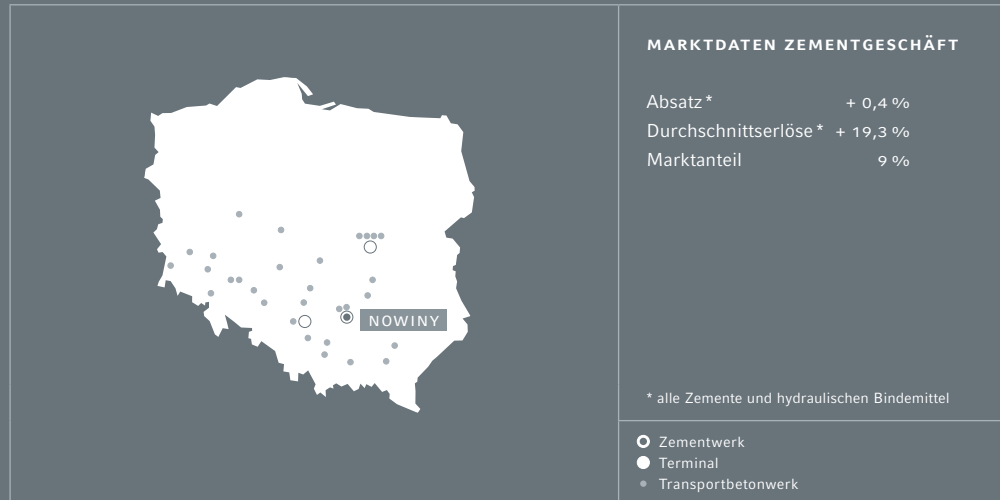 MARKTDATEN ZEMENTGESCHÄFT
Absatz * + 0,4 %
Durchschnittserlöse * + 19,3 %
Marktanteil 9 %
NOWINY
* alle Zemente und hydraulischen Bindemittel
Zementwerk
Terminal
Transportbetonwerk